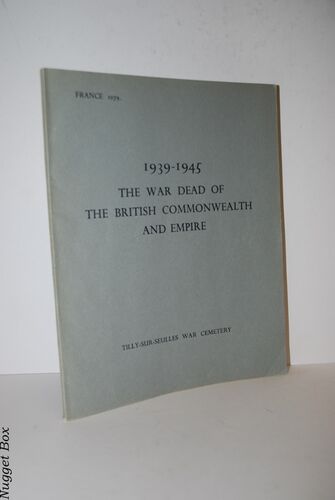 FRANCE 1079.
1939-1945
THE WAR DEAD OF
THE BRITISH COMMONWEALTH
AND EMPIRE
TILLY-SUR-SEULLES WAR CEMETERY
Nugget Box